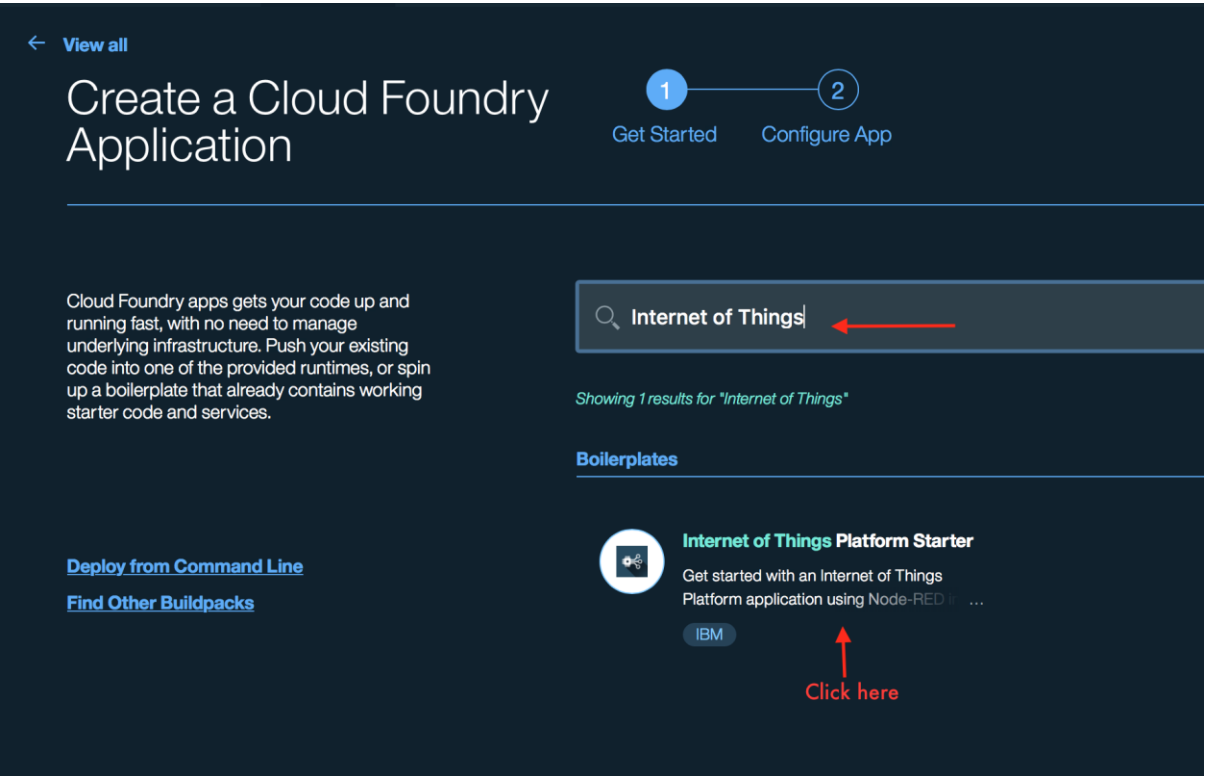 View all
Create a Cloud Foundry
Application
1
2
Get Started
Configure App
Cloud Foundry apps gets your code up and
running fast, with no need to manage
underlying infrastructure. Push your existing
code into one of the provided runtimes, or spin
up a boilerplate that already contains working
starter code and services.
Deploy from Command Line
Find Other Buildpacks
Internet of Things
Showing 1 results for "Internet of Things"
Boilerplates
Internet of Things Platform Starter
Get started with an Internet of Things
Platform application using Node-RED in ...
IBM
Click here